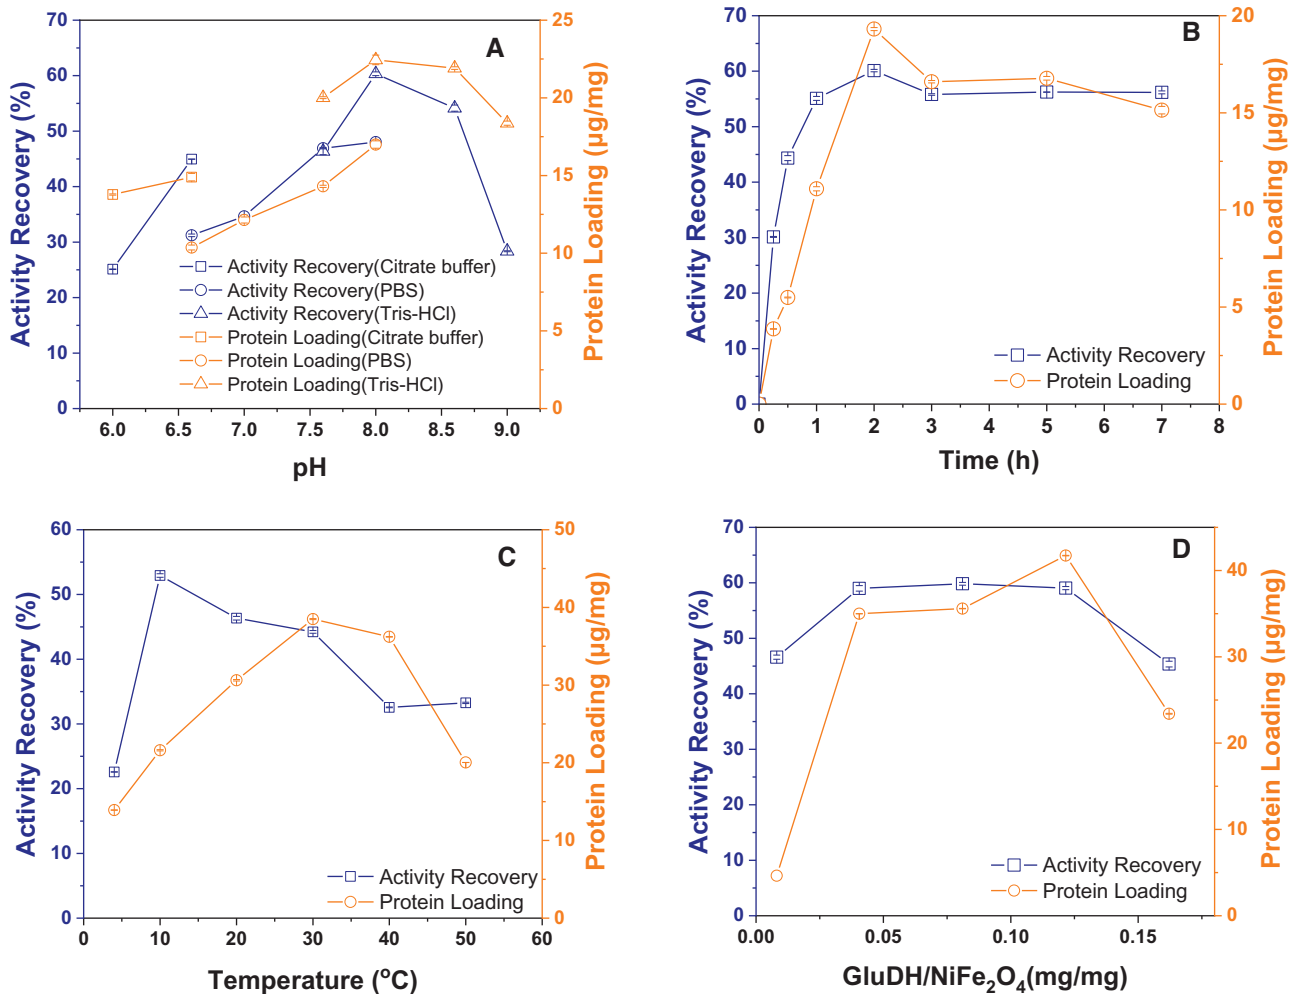 A
Activity Recovery (%)
70
60
50
40
30
20
10
0
25
20
15
10
5
0
Protein Loading (µg/mg)
6.0 6.5 7.0 7.5 8.0 8.5 9.0
pH
Activity Recovery(Citrate buffer)
Activity Recovery(PBS)
Activity Recovery(Tris-HCl)
Protein Loading(Citrate buffer)
Protein Loading(PBS)
Protein Loading(Tris-HCl)
B
Activity Recovery (%)
70
60
50
40
30
20
10
0
20
15
10
5
0
Protein Loading (µg/mg)
0 1 2 3 4 5 6 7 8
Time (h)
Activity Recovery
Protein Loading
C
Activity Recovery (%)
60
50
40
30
20
10
0
50
40
30
20
10
0
Protein Loading (µg/mg)
0 10 20 30 40 50 60
Temperature (°C)
Activity Recovery
Protein Loading
D
Activity Recovery (%)
70
60
50
40
30
20
10
0
40
30
20
10
0
Protein Loading (µg/mg)
0.00 0.05 0.10 0.15
GluDH/NiFe₂O₄(mg/mg)
Activity Recovery
Protein Loading